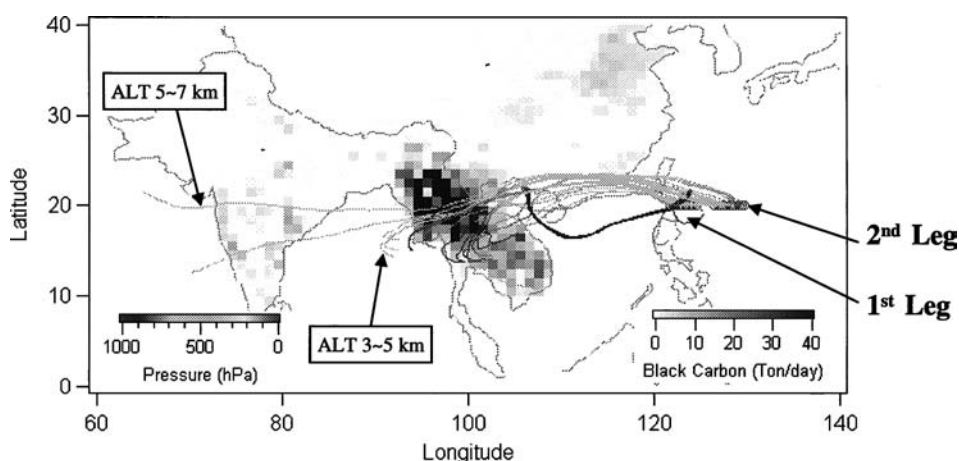 40
30
20
10
0
Latitude
ALT 5~7 km
ALT 3~5 km
2nd Leg
1st Leg
1000 500 0
Pressure (hPa)
0 10 20 30 40
Black Carbon (Ton/day)
60 80 100 120 140
Longitude